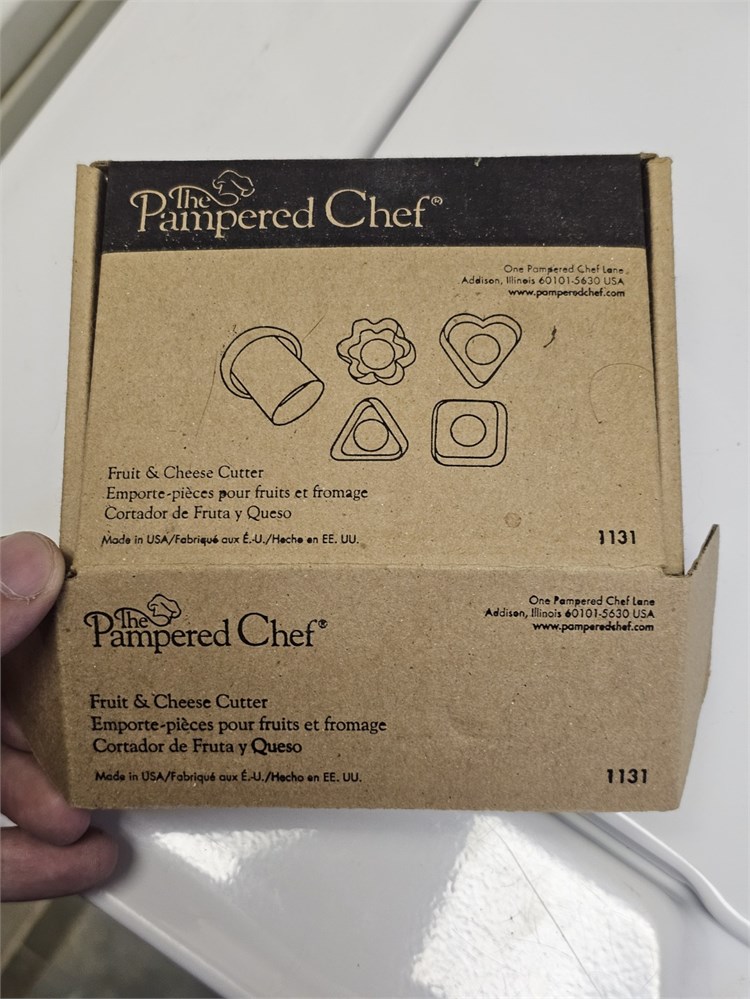 The
Pampered Chef®
One Pampered Chef Lane
Addison, Illinois 60101-5630 USA
www.pamperedchef.com
Fruit & Cheese Cutter
Emporte-pièces pour fruits et fromage
Cortador de Fruta y Queso
Made in USA/Fabriqué aux É.-U./Hecho en EE. UU.
1131
The
Pampered Chef®
One Pampered Chef Lane
Addison, Illinois 60101-5630 USA
www.pamperedchef.com
Fruit & Cheese Cutter
Emporte-pièces pour fruits et fromage
Cortador de Fruta y Queso
Made in USA/Fabriqué aux É.-U./Hecho en EE. UU.
1131